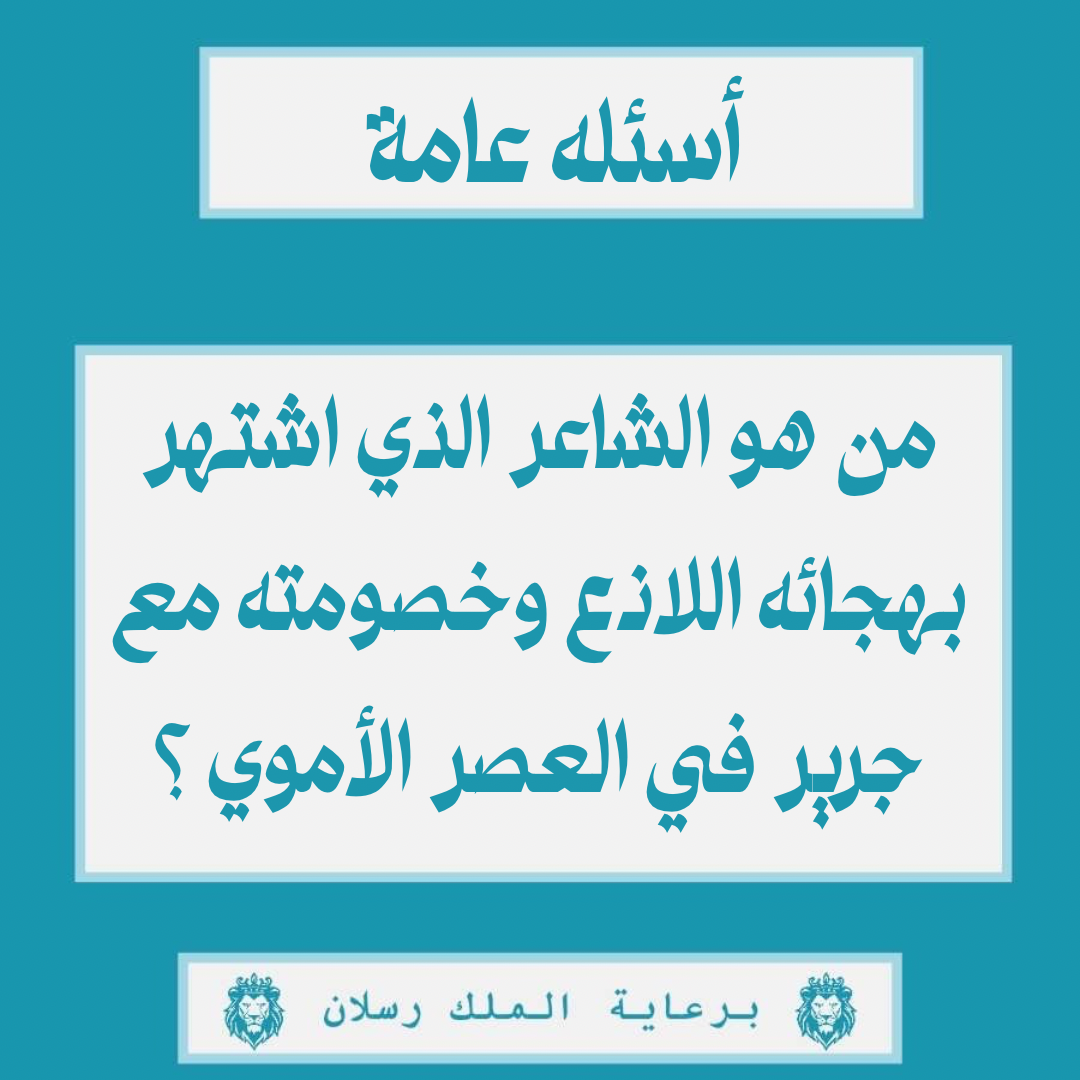 أسئله عامة
من هو الشاعر الذي اشتهر
بهجائه اللاذع وخصومته مع
جرير في العصر الأموي ؟
برعاية الملك رسلان